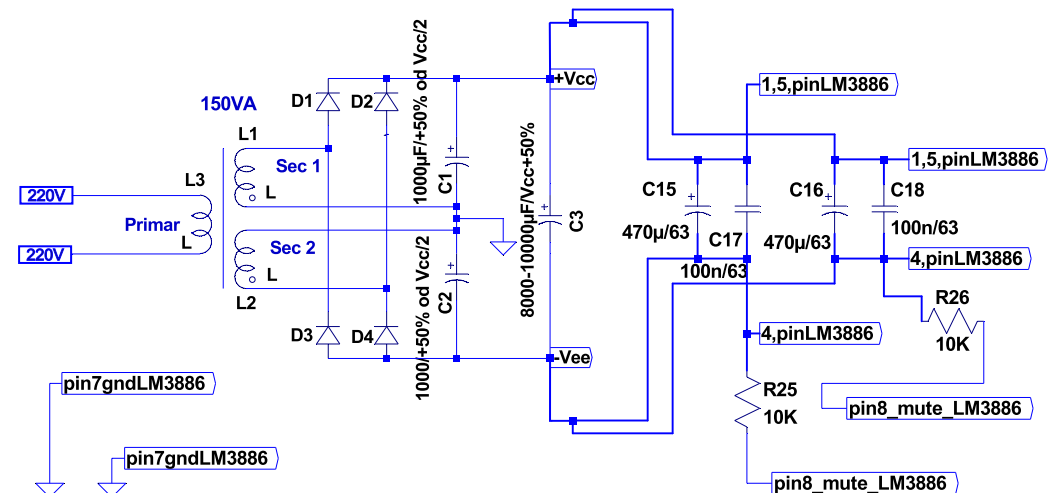 150VA
L1
Sec 1
L
L3
220V
Primar
L
220V
Sec 2
L
L2
D1
D2
D3
D4
1000µF/+50% od Vcc/2
C1
1000/+50% od Vcc/2
C2
+Vcc
8000-10000µF/Vcc+50%
C3
-Vee
1,5,pinLM3886
1,5,pinLM3886
C15
470µ/63
C17
100n/63
C16
470µ/63
C18
100n/63
4,pinLM3886
4,pinLM3886
R26
10K
R25
10K
pin8_mute_LM3886
pin8_mute_LM3886
pin7gndLM3886
pin7gndLM3886